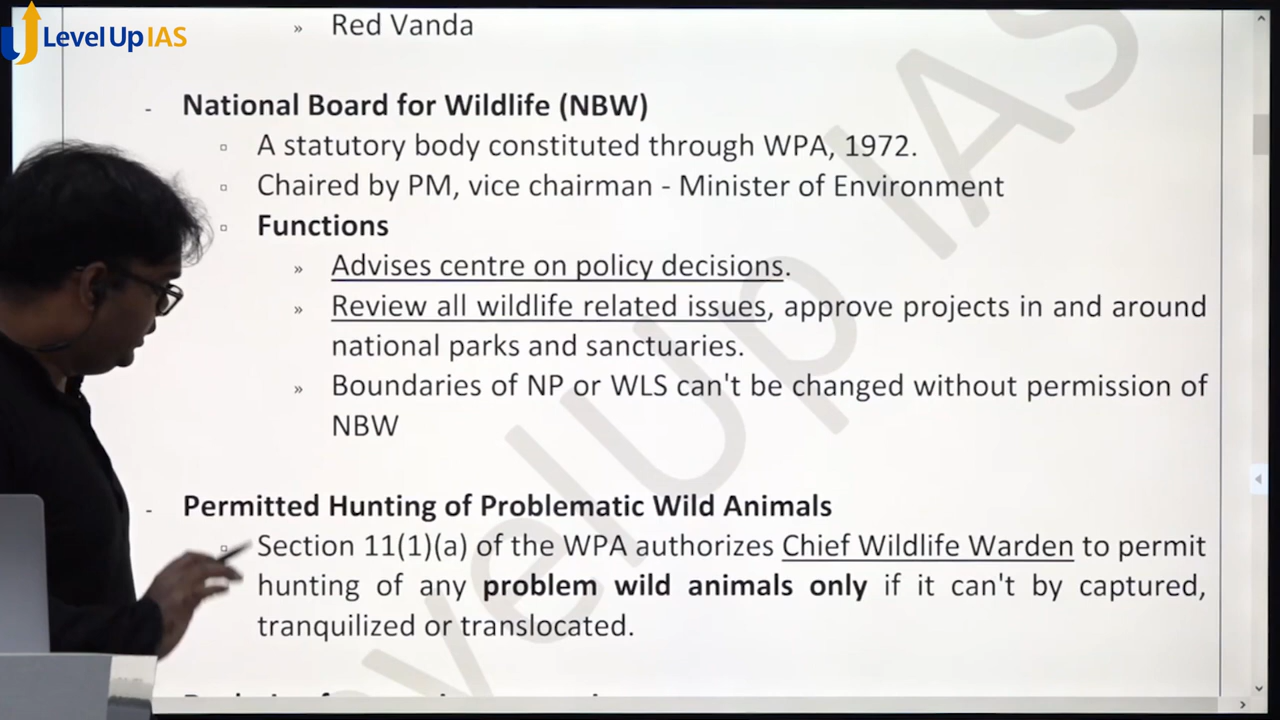 Level Up IAS
» Red Vanda
- National Board for Wildlife (NBW)
▫ A statutory body constituted through WPA, 1972.
▫ Chaired by PM, vice chairman - Minister of Environment
▫ Functions
» Advises centre on policy decisions.
» Review all wildlife related issues, approve projects in and around
national parks and sanctuaries.
» Boundaries of NP or WLS can't be changed without permission of
NBW
- Permitted Hunting of Problematic Wild Animals
▫ Section 11(1)(a) of the WPA authorizes Chief Wildlife Warden to permit
hunting of any problem wild animals only if it can't by captured,
tranquilized or translocated.
LevelUp IAS